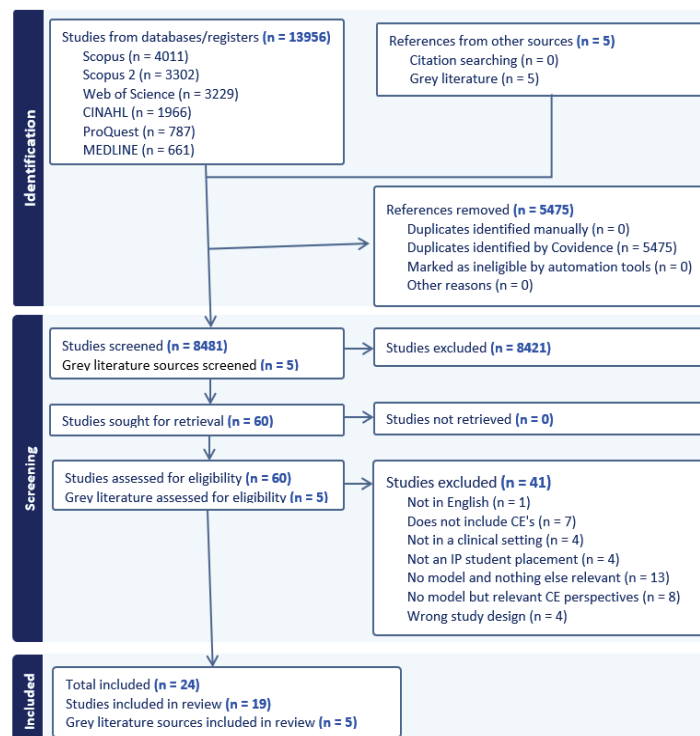 Identification
Studies from databases/registers (n = 13956)
Scopus (n = 4011)
Scopus 2 (n = 3302)
Web of Science (n = 3229)
CINAHL (n = 1966)
ProQuest (n = 787)
MEDLINE (n = 661)
References from other sources (n = 5)
Citation searching (n = 0)
Grey literature (n = 5)
References removed (n = 5475)
Duplicates identified manually (n = 0)
Duplicates identified by Covidence (n = 5475)
Marked as ineligible by automation tools (n = 0)
Other reasons (n = 0)
Screening
Studies screened (n = 8481)
Grey literature sources screened (n = 5)
Studies excluded (n = 8421)
Studies sought for retrieval (n = 60)
Studies not retrieved (n = 0)
Studies assessed for eligibility (n = 60)
Grey literature assessed for eligibility (n = 5)
Studies excluded (n = 41)
Not in English (n = 1)
Does not include CE's (n = 7)
Not in a clinical setting (n = 4)
Not an IP student placement (n = 4)
No model and nothing else relevant (n = 13)
No model but relevant CE perspectives (n = 8)
Wrong study design (n = 4)
Included
Total included (n = 24)
Studies included in review (n = 19)
Grey literature sources included in review (n = 5)